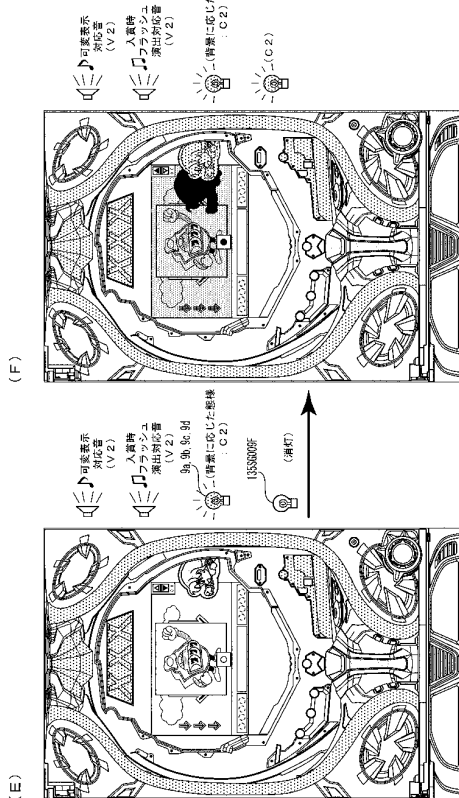 (E)
♪可変表示
対応音
(V2)
♫入賞時
フラッシュ
演出対応音
(V2)
9a, 9b, 9c, 9d
(背景に応じた態様
: C2)
135SG009F
(消灯)
(F)
♪可変表示
対応音
(V2)
♫入賞時
フラッシュ
演出対応音
(V2)
(背景に応じた
: C2)
(C2)